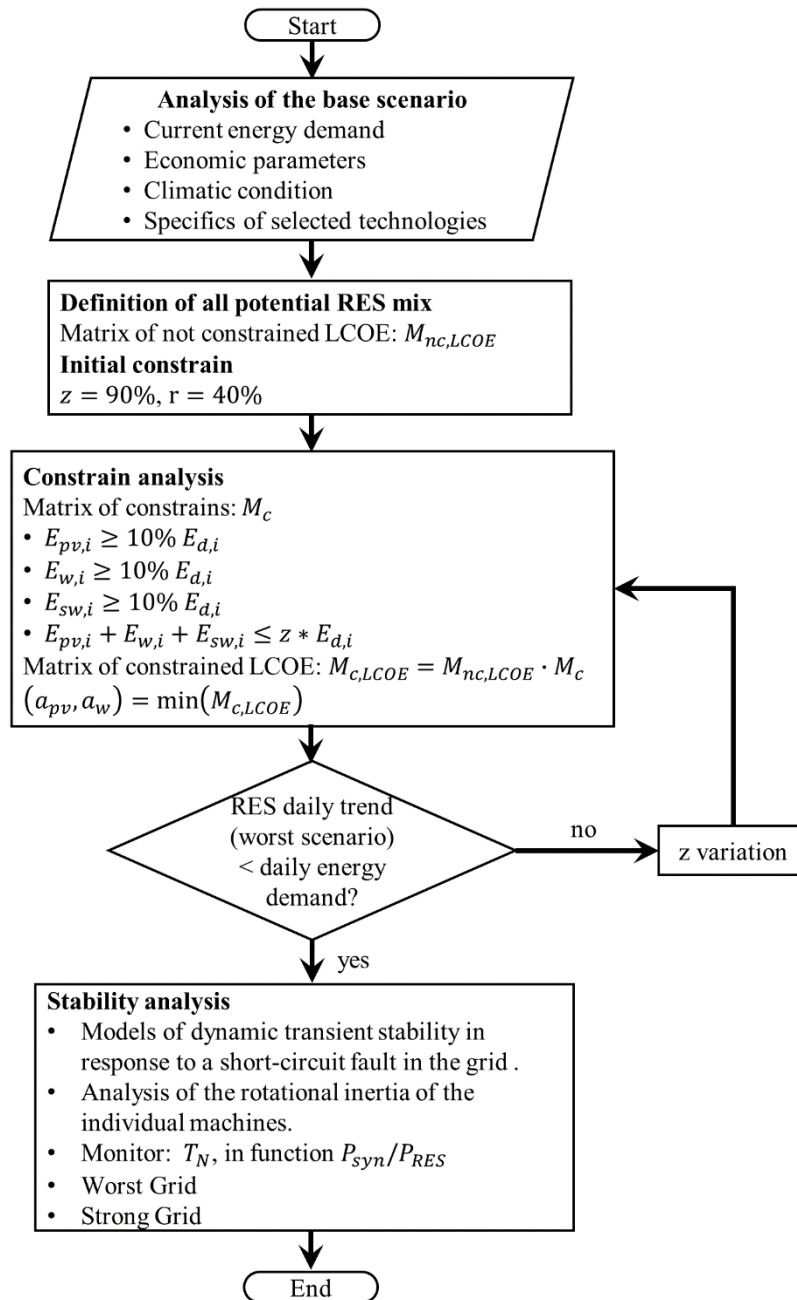 Start
Analysis of the base scenario
• Current energy demand
• Economic parameters
• Climatic condition
• Specifics of selected technologies
Definition of all potential RES mix
Matrix of not constrained LCOE: $M_{nc,LCOE}$
Initial constrain
$z = 90\%$, r = 40%
Constrain analysis
Matrix of constrains: $M_c$
• $E_{pv,i} \geq 10\% \, E_{d,i}$
• $E_{w,i} \geq 10\% \, E_{d,i}$
• $E_{sw,i} \geq 10\% \, E_{d,i}$
• $E_{pv,i} + E_{w,i} + E_{sw,i} \leq z * E_{d,i}$
Matrix of constrained LCOE: $M_{c,LCOE} = M_{nc,LCOE} \cdot M_c$
$(a_{pv}, a_w) = \min(M_{c,LCOE})$
RES daily trend
(worst scenario)
< daily energy
demand?
no
z variation
yes
Stability analysis
• Models of dynamic transient stability in
response to a short-circuit fault in the grid .
• Analysis of the rotational inertia of the
individual machines.
• Monitor: $T_N$, in function $P_{syn}/P_{RES}$
• Worst Grid
• Strong Grid
End